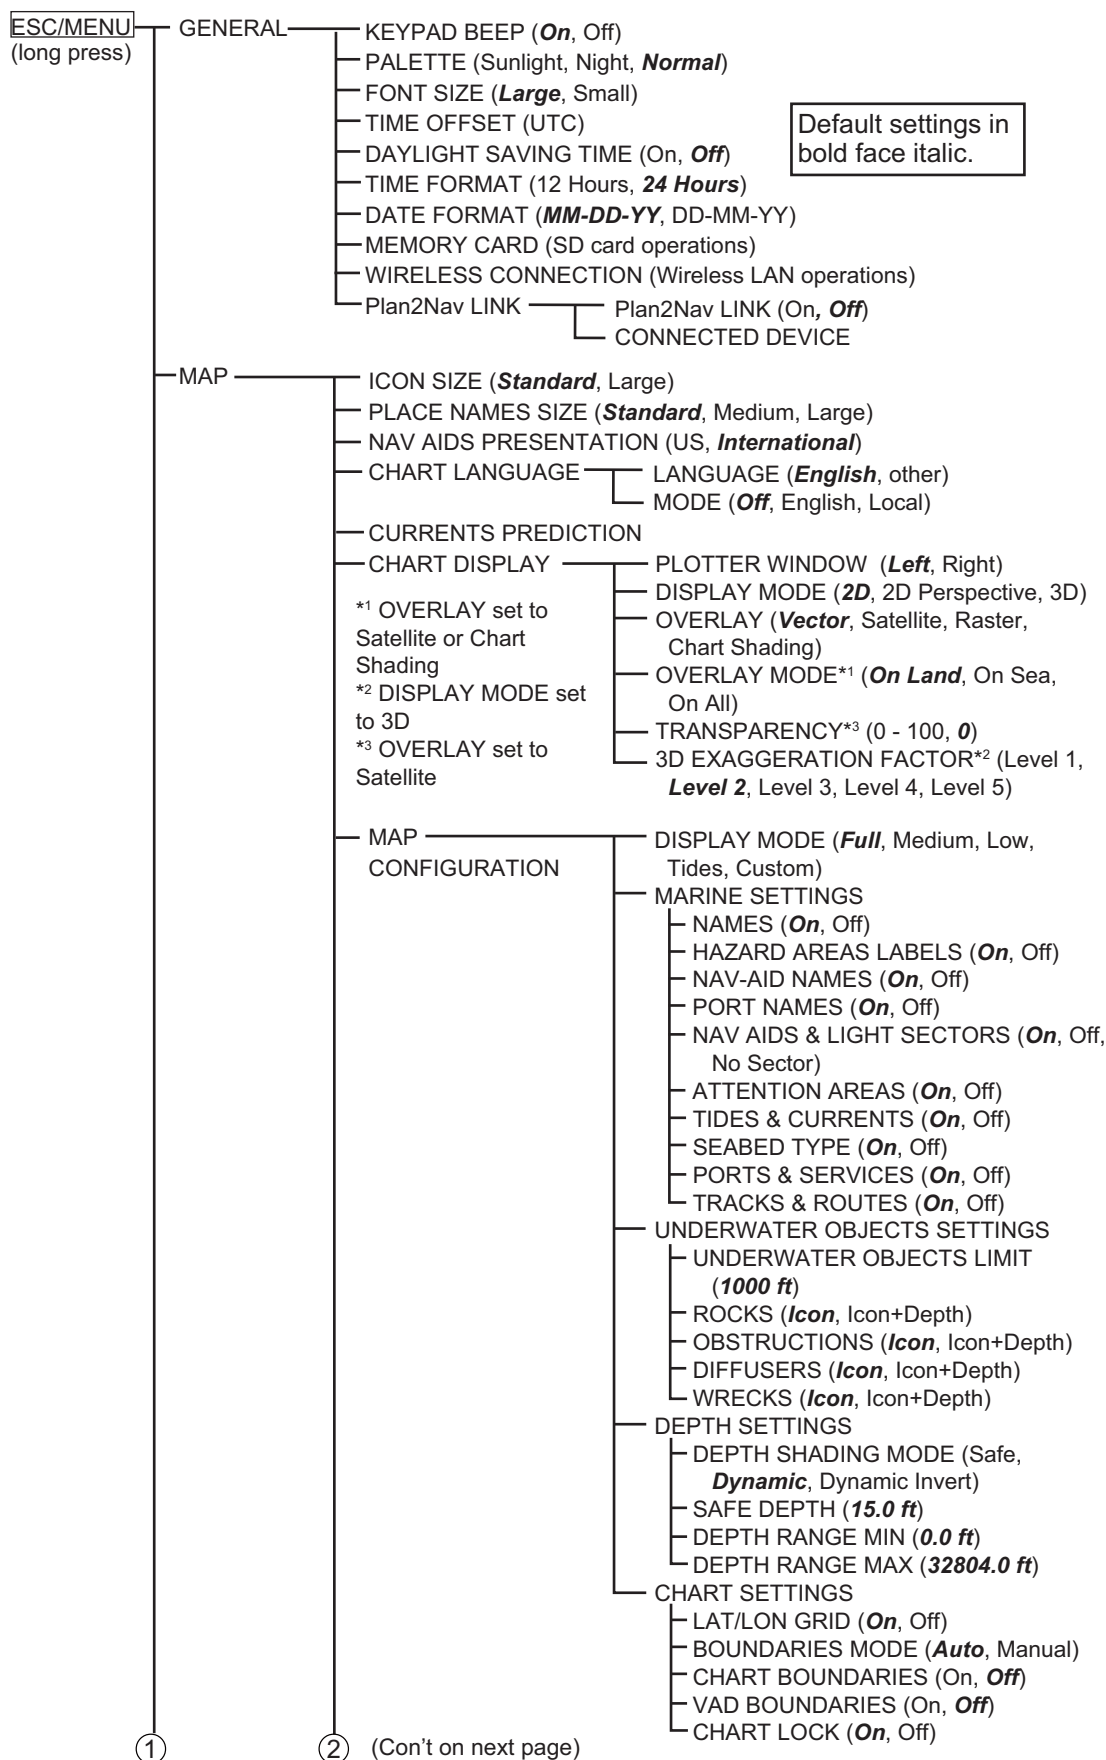 ESC/MENU
(long press)
GENERAL
KEYPAD BEEP (On, Off)
PALETTE (Sunlight, Night, Normal)
FONT SIZE (Large, Small)
TIME OFFSET (UTC)
DAYLIGHT SAVING TIME (On, Off)
TIME FORMAT (12 Hours, 24 Hours)
DATE FORMAT (MM-DD-YY, DD-MM-YY)
MEMORY CARD (SD card operations)
WIRELESS CONNECTION (Wireless LAN operations)
Plan2Nav LINK
Plan2Nav LINK (On, Off)
CONNECTED DEVICE
Default settings in
bold face italic.
MAP
ICON SIZE (Standard, Large)
PLACE NAMES SIZE (Standard, Medium, Large)
NAV AIDS PRESENTATION (US, International)
CHART LANGUAGE
LANGUAGE (English, other)
MODE (Off, English, Local)
CURRENTS PREDICTION
CHART DISPLAY
*1 OVERLAY set to
Satellite or Chart
Shading
*2 DISPLAY MODE set
to 3D
*3 OVERLAY set to
Satellite
PLOTTER WINDOW (Left, Right)
DISPLAY MODE (2D, 2D Perspective, 3D)
OVERLAY (Vector, Satellite, Raster,
Chart Shading)
OVERLAY MODE*1 (On Land, On Sea,
On All)
TRANSPARENCY*3 (0 - 100, 0)
3D EXAGGERATION FACTOR*2 (Level 1,
Level 2, Level 3, Level 4, Level 5)
MAP
CONFIGURATION
DISPLAY MODE (Full, Medium, Low,
Tides, Custom)
MARINE SETTINGS
NAMES (On, Off)
HAZARD AREAS LABELS (On, Off)
NAV-AID NAMES (On, Off)
PORT NAMES (On, Off)
NAV AIDS & LIGHT SECTORS (On, Off,
No Sector)
ATTENTION AREAS (On, Off)
TIDES & CURRENTS (On, Off)
SEABED TYPE (On, Off)
PORTS & SERVICES (On, Off)
TRACKS & ROUTES (On, Off)
UNDERWATER OBJECTS SETTINGS
UNDERWATER OBJECTS LIMIT
(1000 ft)
ROCKS (Icon, Icon+Depth)
OBSTRUCTIONS (Icon, Icon+Depth)
DIFFUSERS (Icon, Icon+Depth)
WRECKS (Icon, Icon+Depth)
DEPTH SETTINGS
DEPTH SHADING MODE (Safe,
Dynamic, Dynamic Invert)
SAFE DEPTH (15.0 ft)
DEPTH RANGE MIN (0.0 ft)
DEPTH RANGE MAX (32804.0 ft)
CHART SETTINGS
LAT/LON GRID (On, Off)
BOUNDARIES MODE (Auto, Manual)
CHART BOUNDARIES (On, Off)
VAD BOUNDARIES (On, Off)
CHART LOCK (On, Off)
1
2
(Con't on next page)